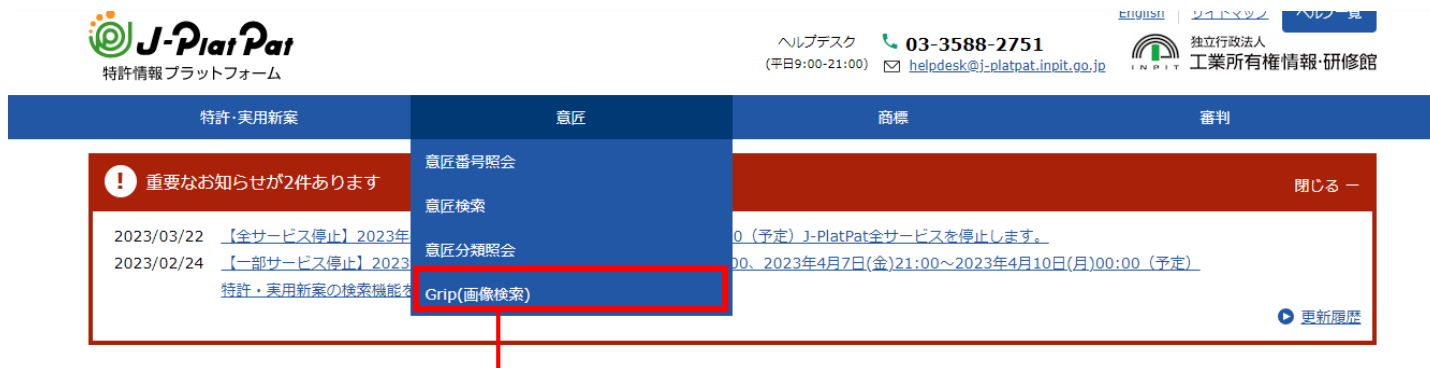 English サイトマップ ヘルプ一覧
J-PlatPat
特許情報プラットフォーム
ヘルプデスク 03-3588-2751
(平日9:00-21:00) helpdesk@j-platpat.inpit.go.jp
INPIT
独立行政法人
工業所有権情報・研修館
特許・実用新案 意匠 商標 審判
意匠番号照会
意匠検索
意匠分類照会
Grip(画像検索)
! 重要なお知らせが2件あります 閉じる
2023/03/22 【全サービス停止】2023年 0（予定）J-PlatPat全サービスを停止します。
2023/02/24 【一部サービス停止】2023 00、2023年4月7日(金)21:00～2023年4月10日(月)00:00（予定）
特許・実用新案の検索機能を
更新履歴